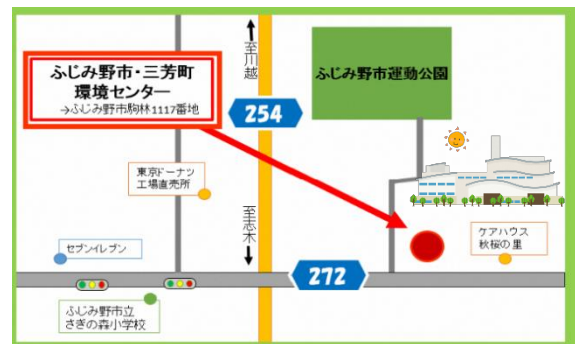 ふじみ野市・三芳町
環境センター
→ふじみ野市駒林1117番地
至川越
254
ふじみ野市運動公園
東京ドーナツ
工場直売所
至志木
セブンイレブン
272
ケアハウス
秋桜の里
ふじみ野市立
さぎの森小学校